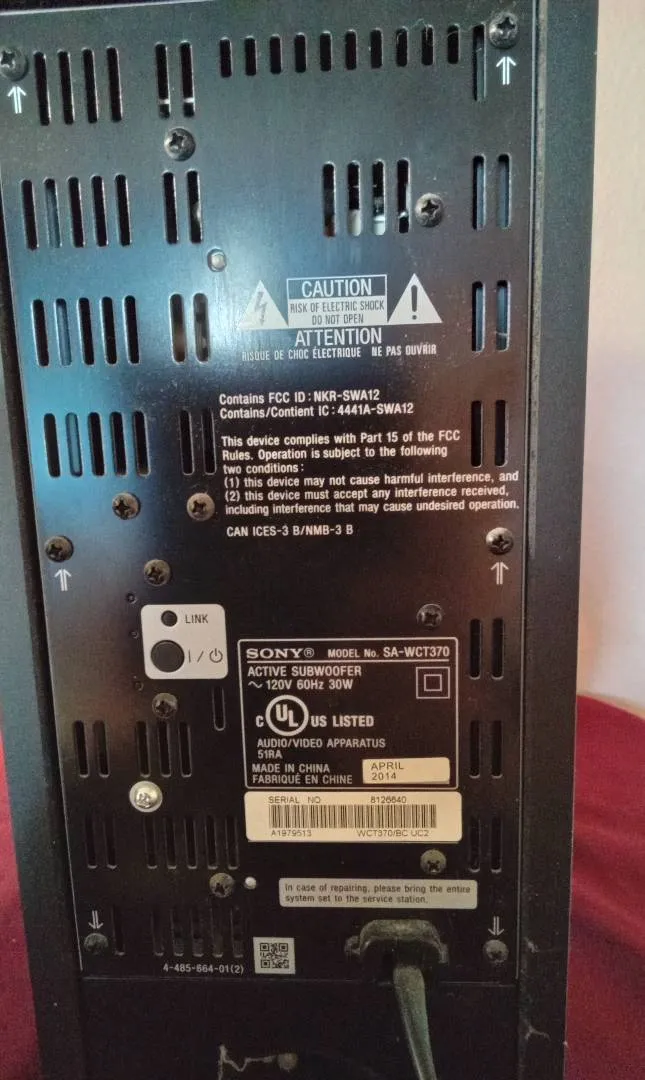 CAUTION
RISK OF ELECTRIC SHOCK
DO NOT OPEN
ATTENTION
RISQUE DE CHOC ÉLECTRIQUE NE PAS OUVRIR
Contains FCC ID : NKR-SWA12
Contains/Contient IC : 4441A-SWA12
This device complies with Part 15 of the FCC
Rules. Operation is subject to the following
two conditions :
(1) this device may not cause harmful interference, and
(2) this device must accept any interference received,
including interference that may cause undesired operation.
CAN ICES-3 B/NMB-3 B
LINK
I / ⏻
SONY® MODEL No. SA-WCT370
ACTIVE SUBWOOFER
~ 120V 60Hz 30W
C UL US LISTED
AUDIO/VIDEO APPARATUS
51RA
MADE IN CHINA
FABRIQUÉ EN CHINE
APRIL
2014
SERIAL NO 8126640
A1979513 WCT370/BC UC2
In case of repairing, please bring the entire
system set to the service station.
4-485-664-01(2)